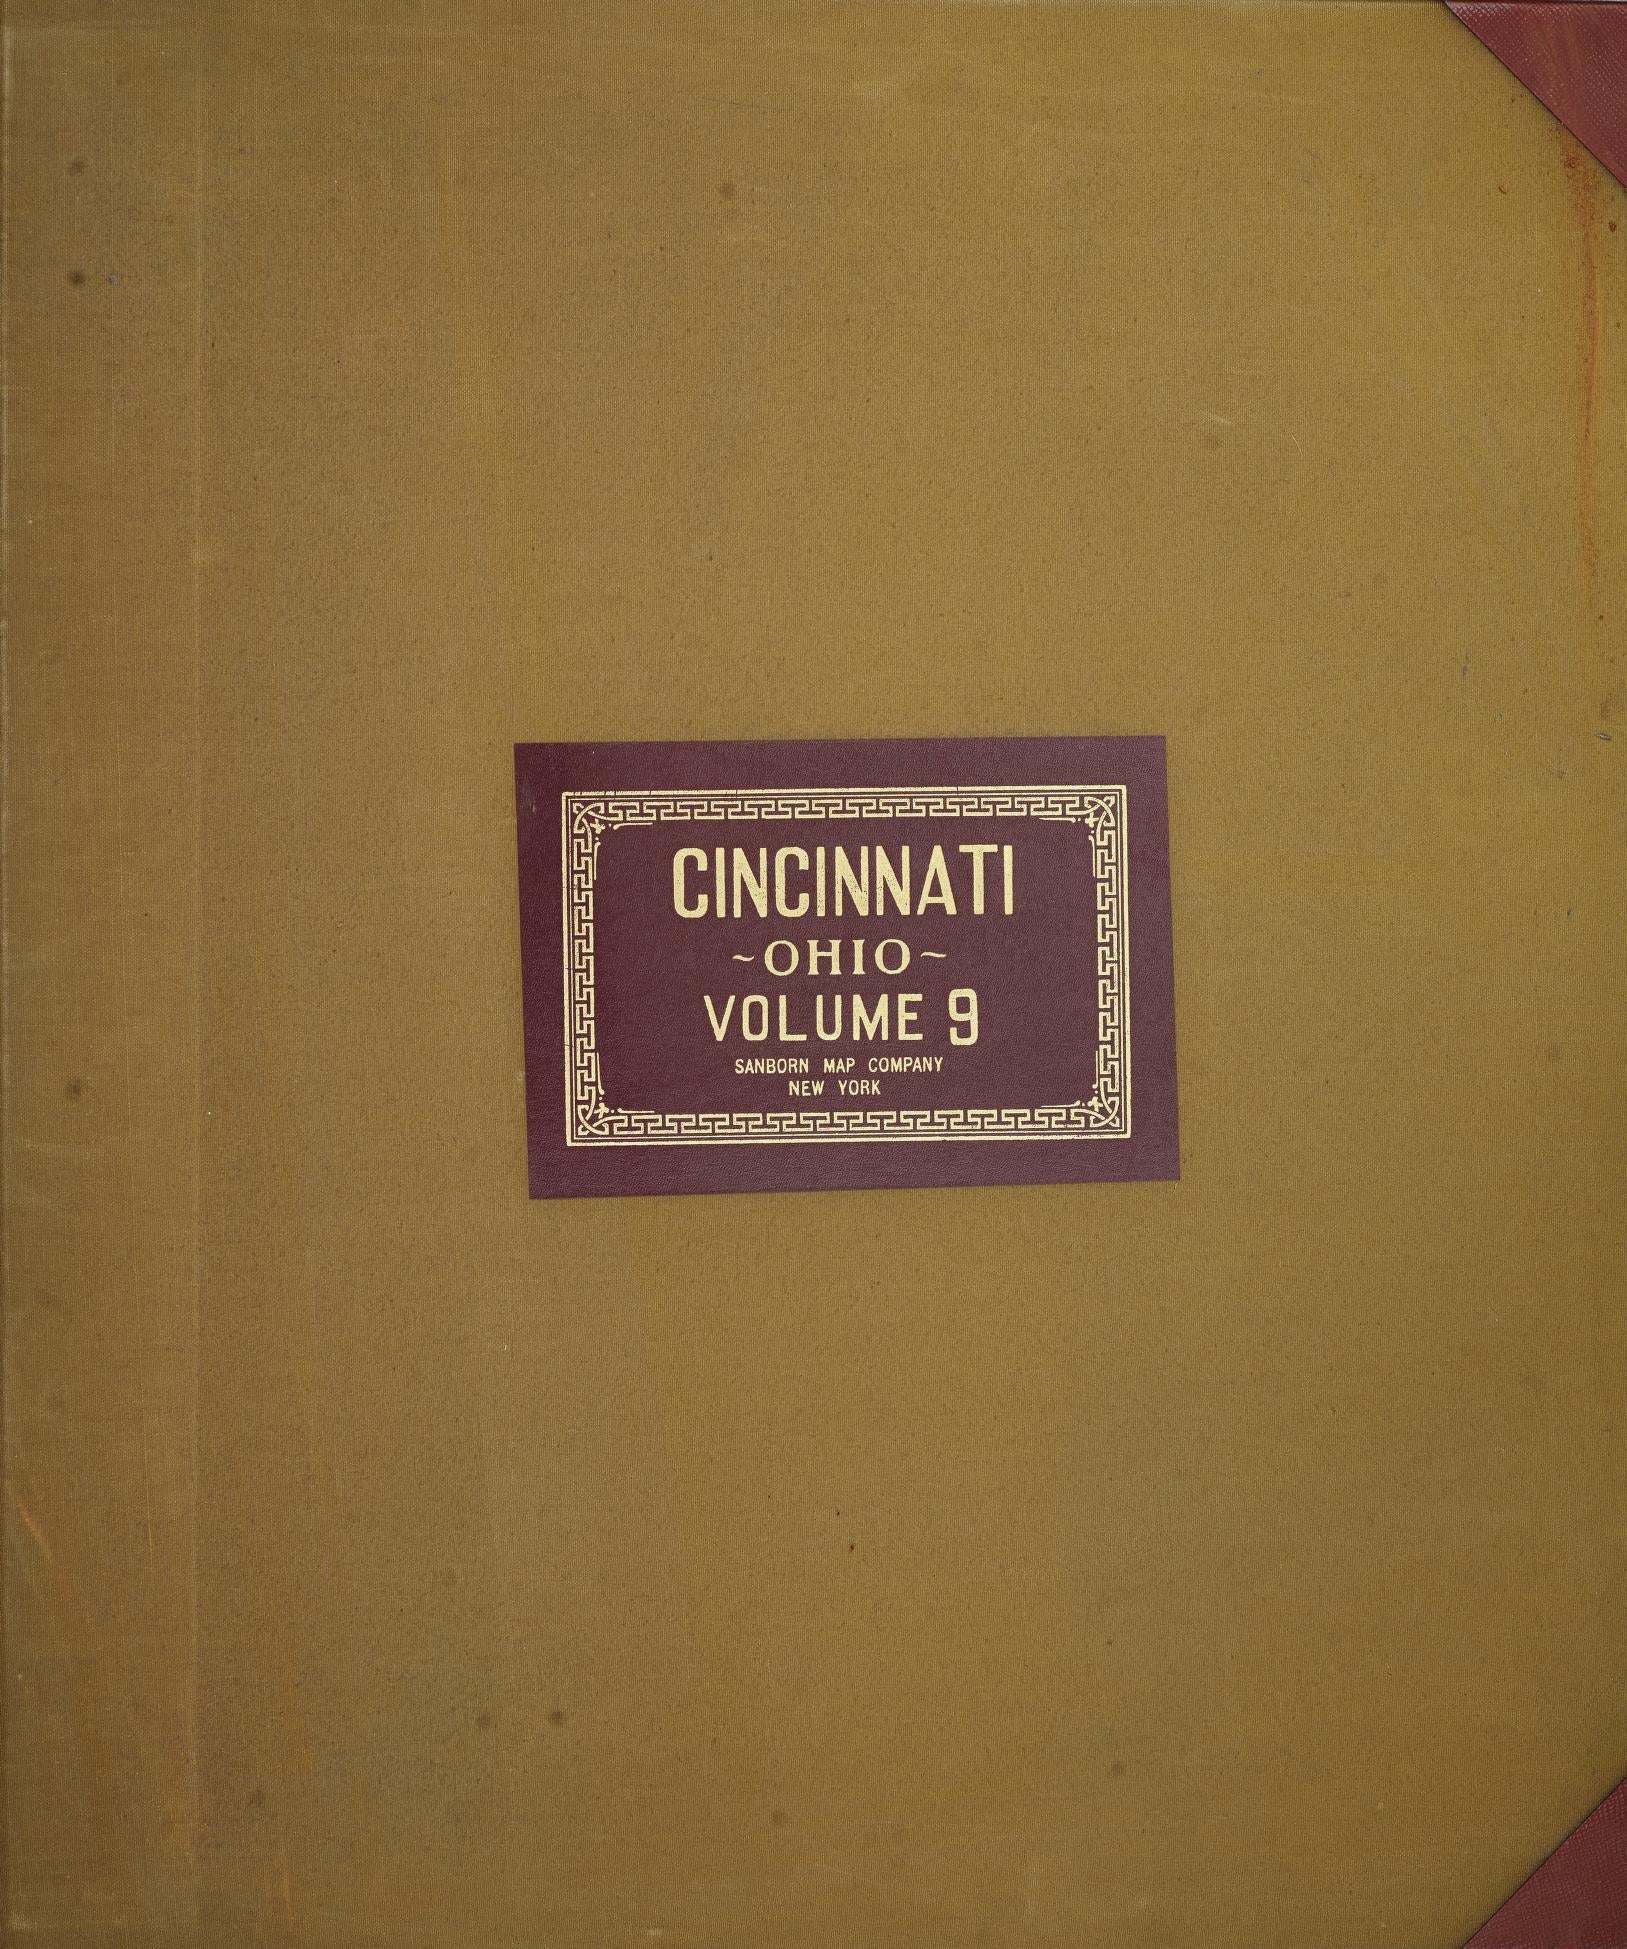 CINCINNATI
~OHIO~
VOLUME 9
SANBORN MAP COMPANY
NEW YORK